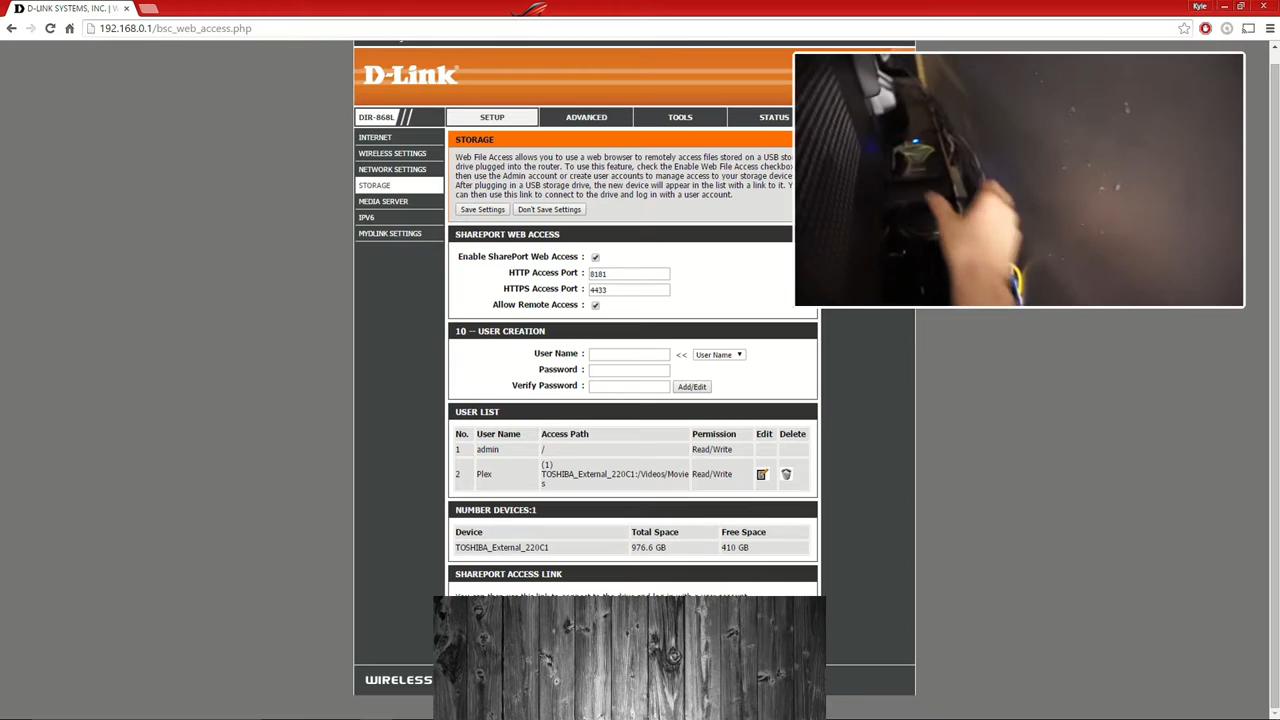 D-LINK SYSTEMS, INC. | W
Kyle
192.168.0.1/bsc_web_access.php
D-Link
DIR-868L
SETUP
ADVANCED
TOOLS
STATUS
INTERNET
WIRELESS SETTINGS
NETWORK SETTINGS
STORAGE
MEDIA SERVER
IPV6
MYDLINK SETTINGS
STORAGE
Web File Access allows you to use a web browser to remotely access files stored on a USB sto
drive plugged into the router. To use this feature, check the Enable Web File Access checkbox
then use the Admin account or create user accounts to manage access to your storage device
After plugging in a USB storage drive, the new device will appear in the list with a link to it. Y
can then use this link to connect to the drive and log in with a user account.
Save Settings Don't Save Settings
SHAREPORT WEB ACCESS
Enable SharePort Web Access :
HTTP Access Port : 8181
HTTPS Access Port : 4433
Allow Remote Access :
10 -- USER CREATION
User Name : << User Name
Password :
Verify Password : Add/Edit
USER LIST
No. User Name Access Path Permission Edit Delete
1 admin / Read/Write
2 Plex (1) TOSHIBA_External_220C1:/Videos/Movie Read/Write
s
NUMBER DEVICES:1
Device Total Space Free Space
TOSHIBA_External_220C1 976.6 GB 410 GB
SHAREPORT ACCESS LINK
WIRELESS